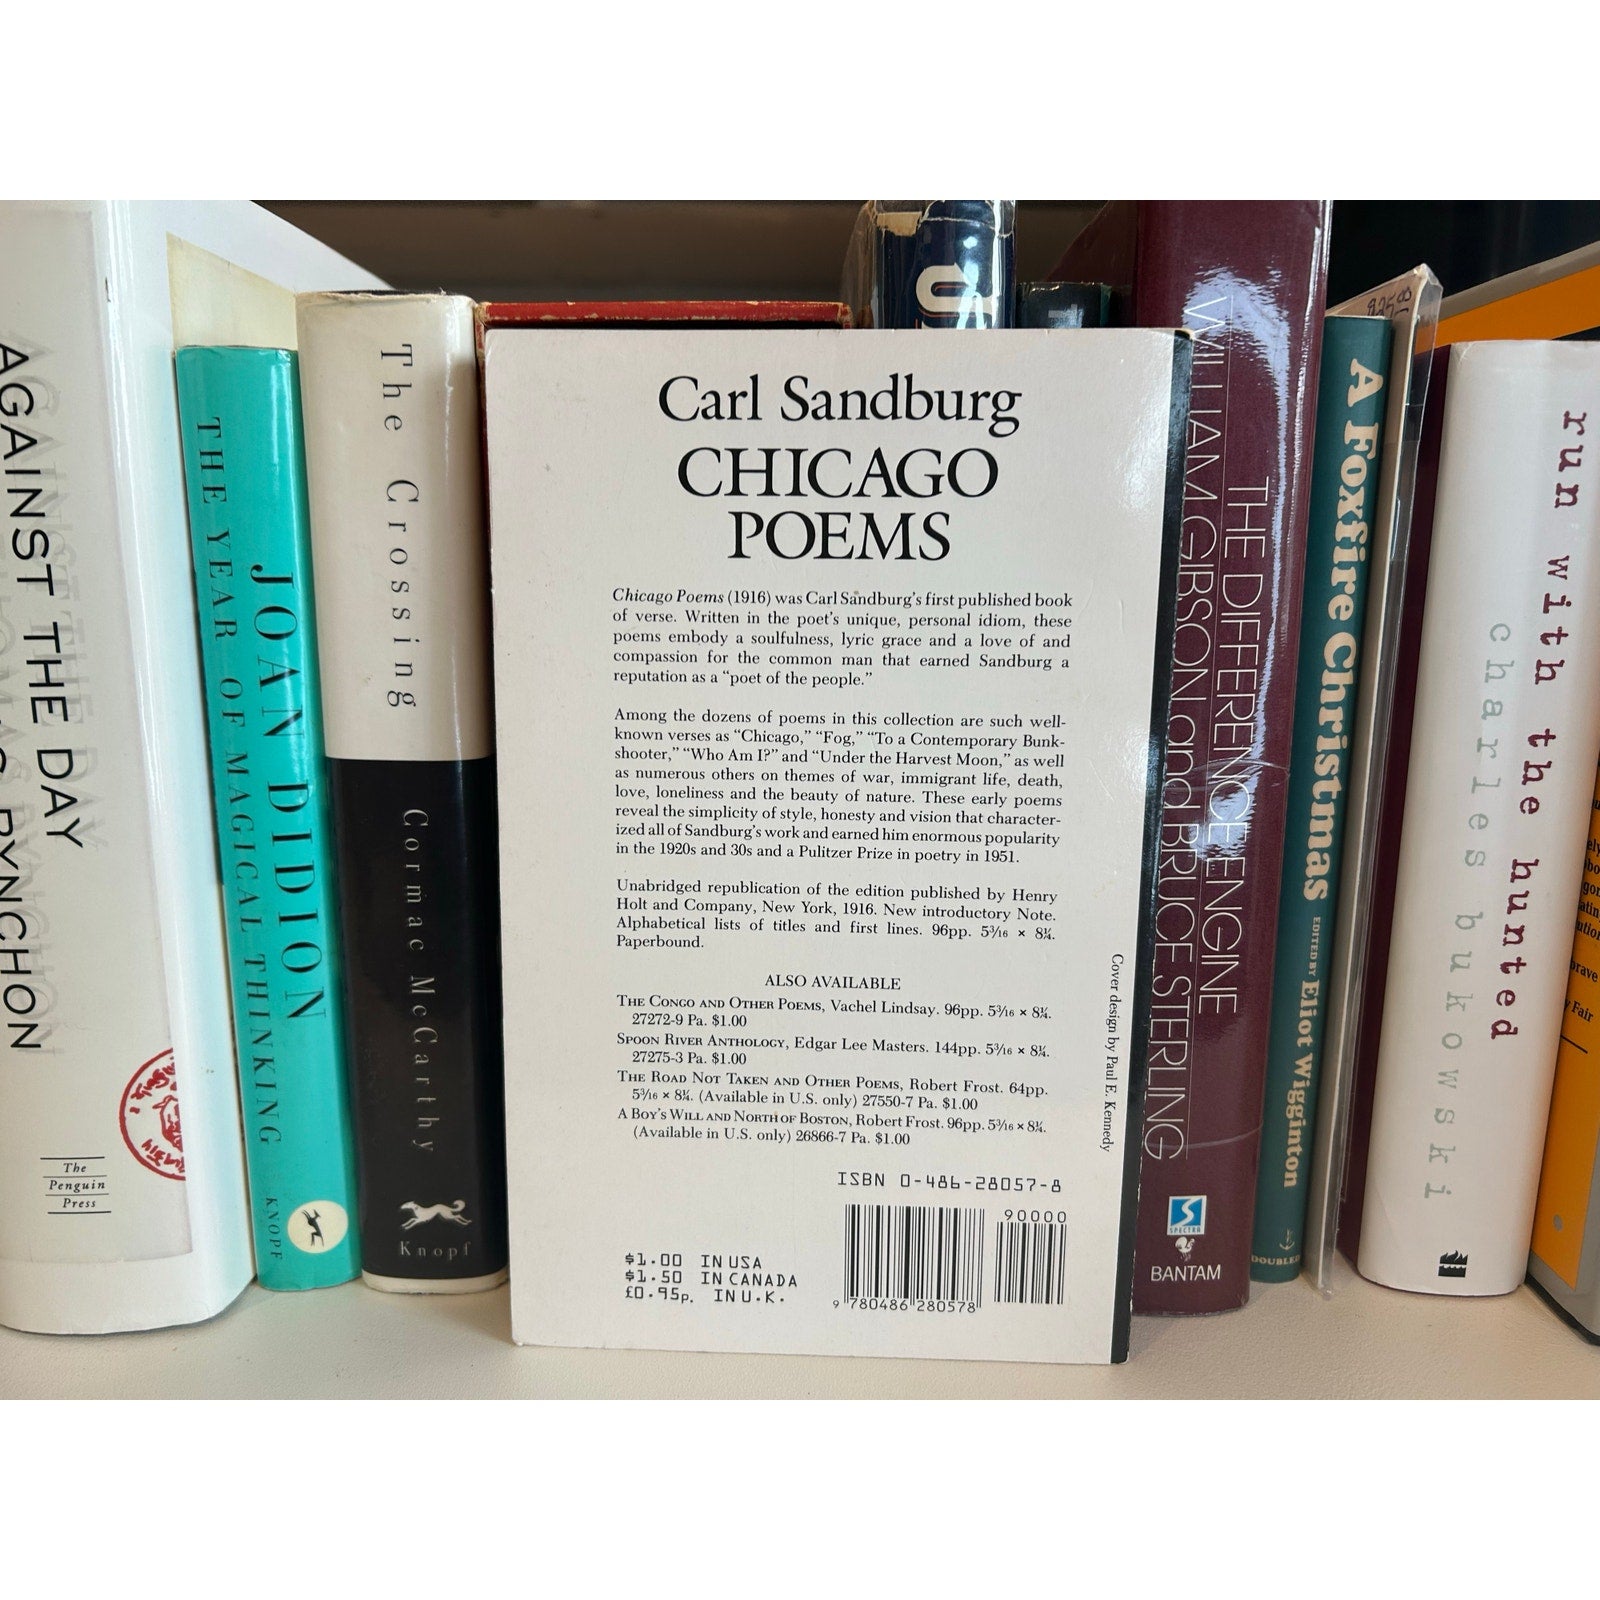 AGAINST THE DAY
THOMAS PYNCHON
The
Penguin
Press
JOAN DIDION
THE YEAR OF MAGICAL THINKING
KNOPF
The Crossing
Cormac McCarthy
Knopf
Carl Sandburg
CHICAGO
POEMS
Chicago Poems (1916) was Carl Sandburg's first published book
of verse. Written in the poet's unique, personal idiom, these
poems embody a soulfulness, lyric grace and a love of and
compassion for the common man that earned Sandburg a
reputation as a “poet of the people.”
Among the dozens of poems in this collection are such well-
known verses as “Chicago,” “Fog,” “To a Contemporary Bunk-
shooter,” “Who Am I?” and “Under the Harvest Moon,” as well
as numerous others on themes of war, immigrant life, death,
love, loneliness and the beauty of nature. These early poems
reveal the simplicity of style, honesty and vision that character-
ized all of Sandburg's work and earned him enormous popularity
in the 1920s and 30s and a Pulitzer Prize in poetry in 1951.
Unabridged republication of the edition published by Henry
Holt and Company, New York, 1916. New introductory Note.
Alphabetical lists of titles and first lines. 96pp. 5³⁄₁₆ × 8¼.
Paperbound.
ALSO AVAILABLE
THE CONGO AND OTHER POEMS, Vachel Lindsay. 96pp. 5³⁄₁₆ × 8¼.
27272-9 Pa. $1.00
SPOON RIVER ANTHOLOGY, Edgar Lee Masters. 144pp. 5³⁄₁₆ × 8¼.
27275-3 Pa. $1.00
THE ROAD NOT TAKEN AND OTHER POEMS, Robert Frost. 64pp.
5³⁄₁₆ × 8¼. (Available in U.S. only) 27550-7 Pa. $1.00
A BOY'S WILL AND NORTH OF BOSTON, Robert Frost. 96pp. 5³⁄₁₆ × 8¼.
(Available in U.S. only) 26866-7 Pa. $1.00
Cover design by Paul E. Kennedy
ISBN 0-486-28057-8
90000
$1.00 IN USA
$1.50 IN CANADA
£0.95p. IN U.K.
9 780486 280578
THE DIFFERENCE ENGINE
WILLIAM GIBSON and BRUCE STERLING
SPECTRA
BANTAM
A Foxfire Christmas
EDITED BY Eliot Wigginton
DOUBLED
run with the hunted
charles bukowski
brave
Fair